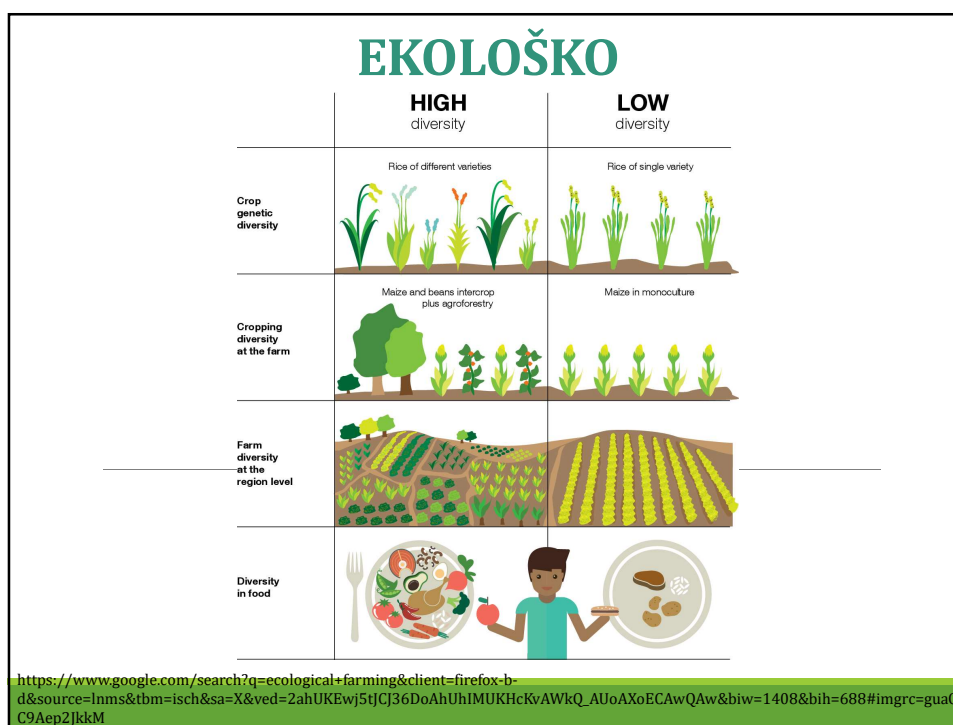 EKOLOŠKO
HIGH
diversity
LOW
diversity
Crop
genetic
diversity
Rice of different varieties
Rice of single variety
Cropping
diversity
at the farm
Maize and beans intercrop
plus agroforestry
Maize in monoculture
Farm
diversity
at the
region level
Diversity
in food
https://www.google.com/search?q=ecological+farming&client=firefox-b-
d&source=lnms&tbm=isch&sa=X&ved=2ahUKEwj5tJCJ36DoAhUhIMUKHcKvAWkQ_AUoAXoECAwQAw&biw=1408&bih=688#imgrc=gua
C9Aep2JkkM